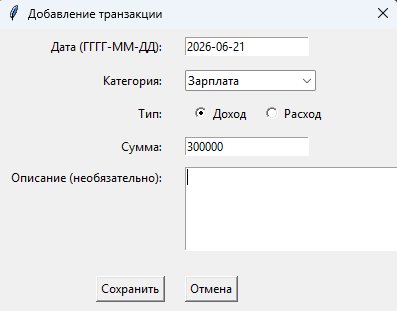 Добавление транзакции
Дата (ГГГГ-ММ-ДД): 2026-06-21
Категория: Зарплата
Тип: Доход Расход
Сумма: 300000
Описание (необязательно):
Сохранить Отмена